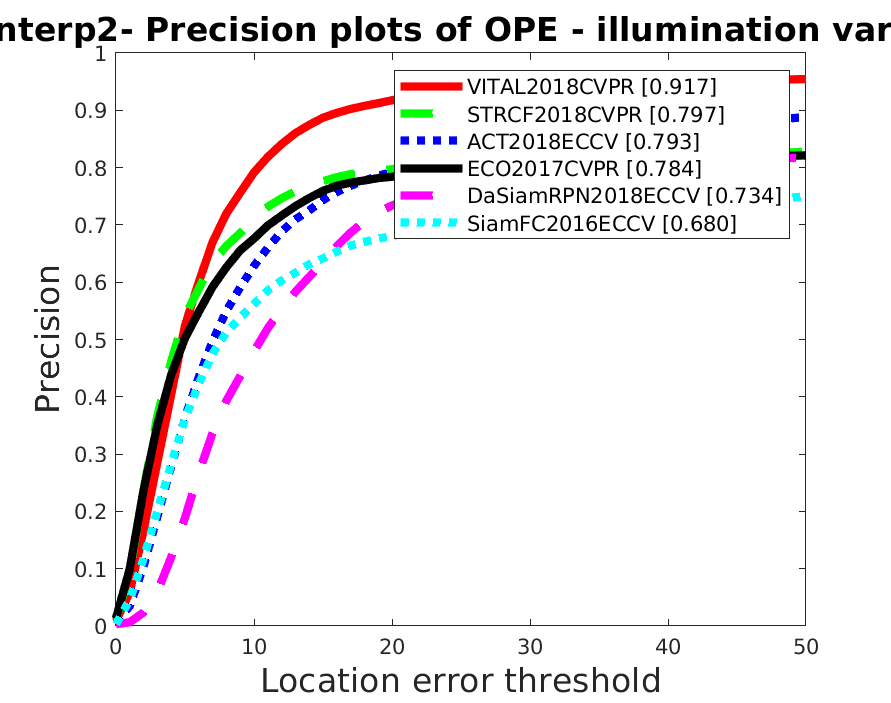 nterp2- Precision plots of OPE - illumination var
1
0.9
0.8
0.7
0.6
0.5
0.4
0.3
0.2
0.1
0
Precision
VITAL2018CVPR [0.917]
STRCF2018CVPR [0.797]
ACT2018ECCV [0.793]
ECO2017CVPR [0.784]
DaSiamRPN2018ECCV [0.734]
SiamFC2016ECCV [0.680]
0 10 20 30 40 50
Location error threshold